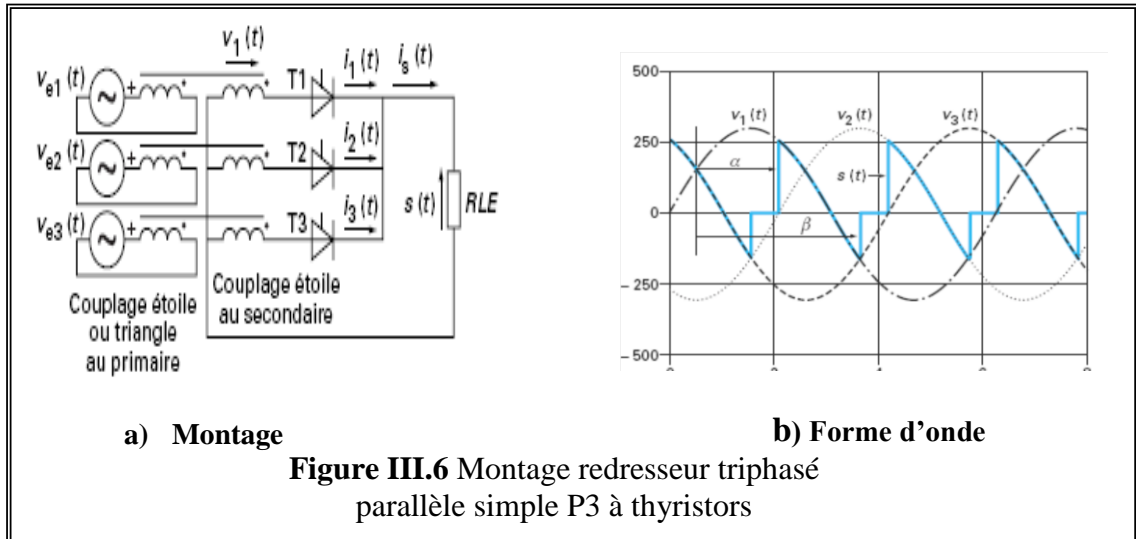 v1 (t)
ve1 (t)
+
*
T1
i1 (t)
is (t)
ve2 (t)
+
*
T2
i2 (t)
ve3 (t)
+
*
T3
i3 (t)
s (t)
RLE
Couplage étoile
ou triangle
au primaire
Couplage étoile
au secondaire
500
250
0
– 250
– 500
v1 (t)
v2 (t)
v3 (t)
α
s (t)
β
a) Montage
b) Forme d’onde
Figure III.6 Montage redresseur triphasé
parallèle simple P3 à thyristors